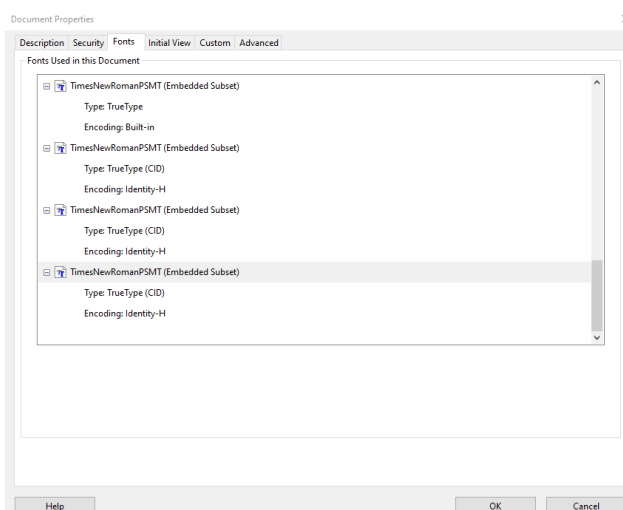 Document Properties
Description Security Fonts Initial View Custom Advanced
Fonts Used in this Document
TimesNewRomanPSMT (Embedded Subset)
Type: TrueType
Encoding: Built-in
TimesNewRomanPSMT (Embedded Subset)
Type: TrueType (CID)
Encoding: Identity-H
TimesNewRomanPSMT (Embedded Subset)
Type: TrueType (CID)
Encoding: Identity-H
TimesNewRomanPSMT (Embedded Subset)
Type: TrueType (CID)
Encoding: Identity-H
Help OK Cancel